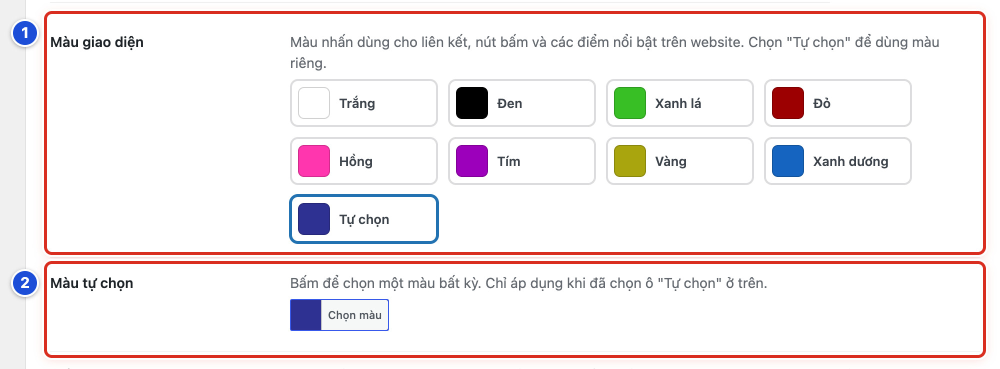 1
Màu giao diện
Màu nhấn dùng cho liên kết, nút bấm và các điểm nổi bật trên website. Chọn "Tự chọn" để dùng màu
riêng.
Trắng
Đen
Xanh lá
Đỏ
Hồng
Tím
Vàng
Xanh dương
Tự chọn
2
Màu tự chọn
Bấm để chọn một màu bất kỳ. Chỉ áp dụng khi đã chọn ô "Tự chọn" ở trên.
Chọn màu